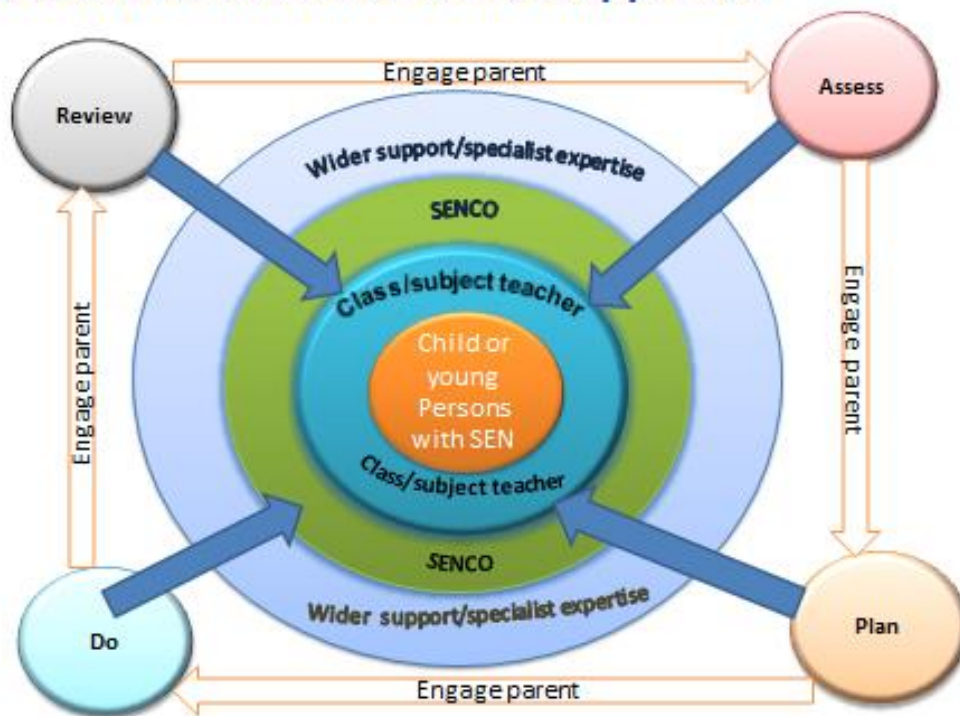 Engage parent
Review
Assess
Wider support/specialist expertise
SENCO
Class/subject teacher
Child or
young
Persons
with SEN
Class/subject teacher
SENCO
Wider support/specialist expertise
Engage parent
Engage parent
Do
Plan
Engage parent